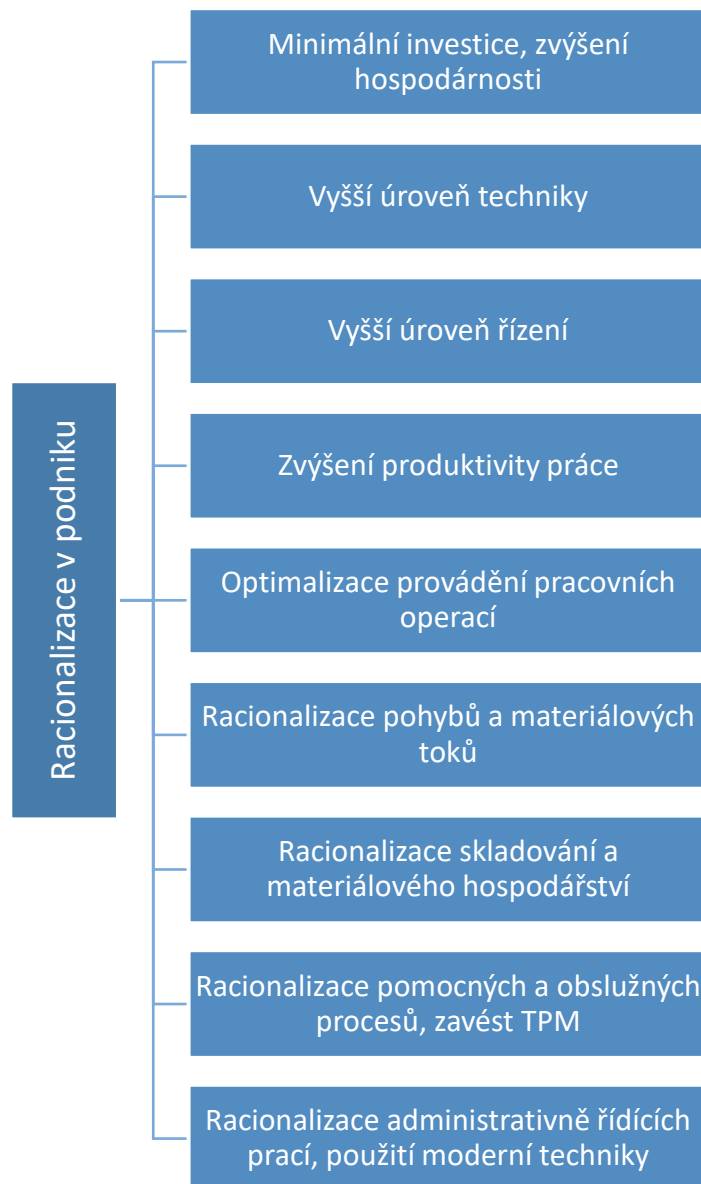 Racionalizace v podniku
Minimální investice, zvýšení
hospodárnosti
Vyšší úroveň techniky
Vyšší úroveň řízení
Zvýšení produktivity práce
Optimalizace provádění pracovních
operací
Racionalizace pohybů a materiálových
toků
Racionalizace skladování a
materiálového hospodářství
Racionalizace pomocných a obslužných
procesů, zavést TPM
Racionalizace administrativně řídících
prací, použití moderní techniky